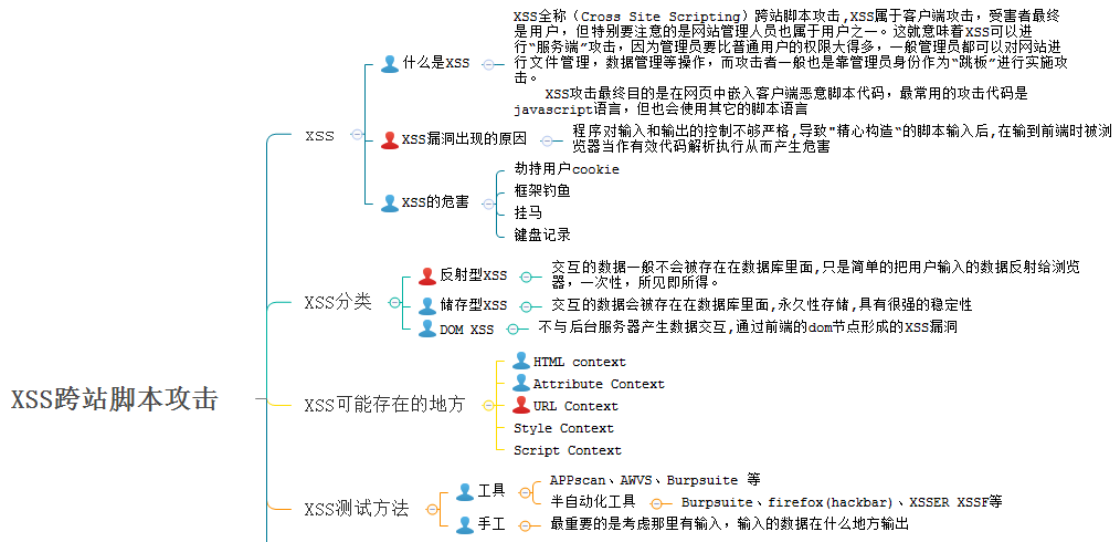 XSS全称（Cross Site Scripting）跨站脚本攻击,XSS属于客户端攻击，受害者最终
是用户，但特别要注意的是网站管理人员也属于用户之一。这就意味着XSS可以进
行“服务端”攻击，因为管理员要比普通用户的权限大得多，一般管理员都可以对网站进
行文件管理，数据管理等操作，而攻击者一般也是靠管理员身份作为“跳板”进行实施攻
击。
XSS攻击最终目的是在网页中嵌入客户端恶意脚本代码，最常用的攻击代码是
javascript语言，但也会使用其它的脚本语言
什么是XSS
XSS
XSS漏洞出现的原因
程序对输入和输出的控制不够严格,导致"精心构造“的脚本输入后,在输到前端时被浏
览器当作有效代码解析执行从而产生危害
XSS的危害
劫持用户cookie
框架钓鱼
挂马
键盘记录
XSS分类
反射型XSS
交互的数据一般不会被存在在数据库里面,只是简单的把用户输入的数据反射给浏览
器，一次性，所见即所得。
储存型XSS
交互的数据会被存在在数据库里面,永久性存储,具有很强的稳定性
DOM XSS
不与后台服务器产生数据交互,通过前端的dom节点形成的XSS漏洞
XSS跨站脚本攻击
XSS可能存在的地方
HTML context
Attribute Context
URL Context
Style Context
Script Context
XSS测试方法
工具
APPscan、AWVS、Burpsuite 等
半自动化工具
Burpsuite、firefox(hackbar)、XSSER XSSF等
手工
最重要的是考虑那里有输入，输入的数据在什么地方输出